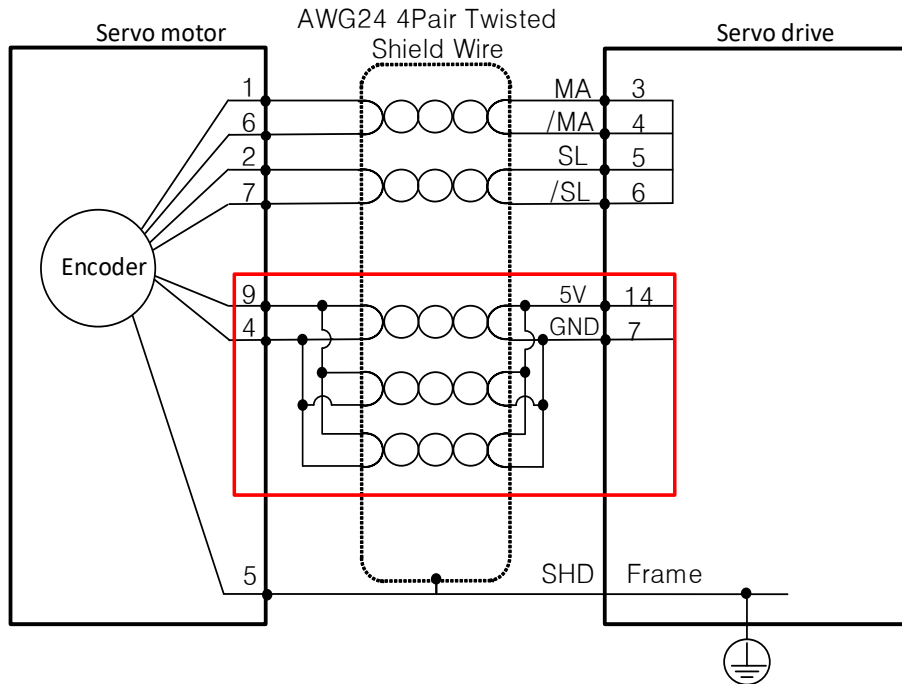 AWG24 4Pair Twisted
Shield Wire
Servo motor
Servo drive
1
MA
3
6
/MA
4
2
SL
5
7
/SL
6
Encoder
9
5V
14
4
GND
7
5
SHD
Frame